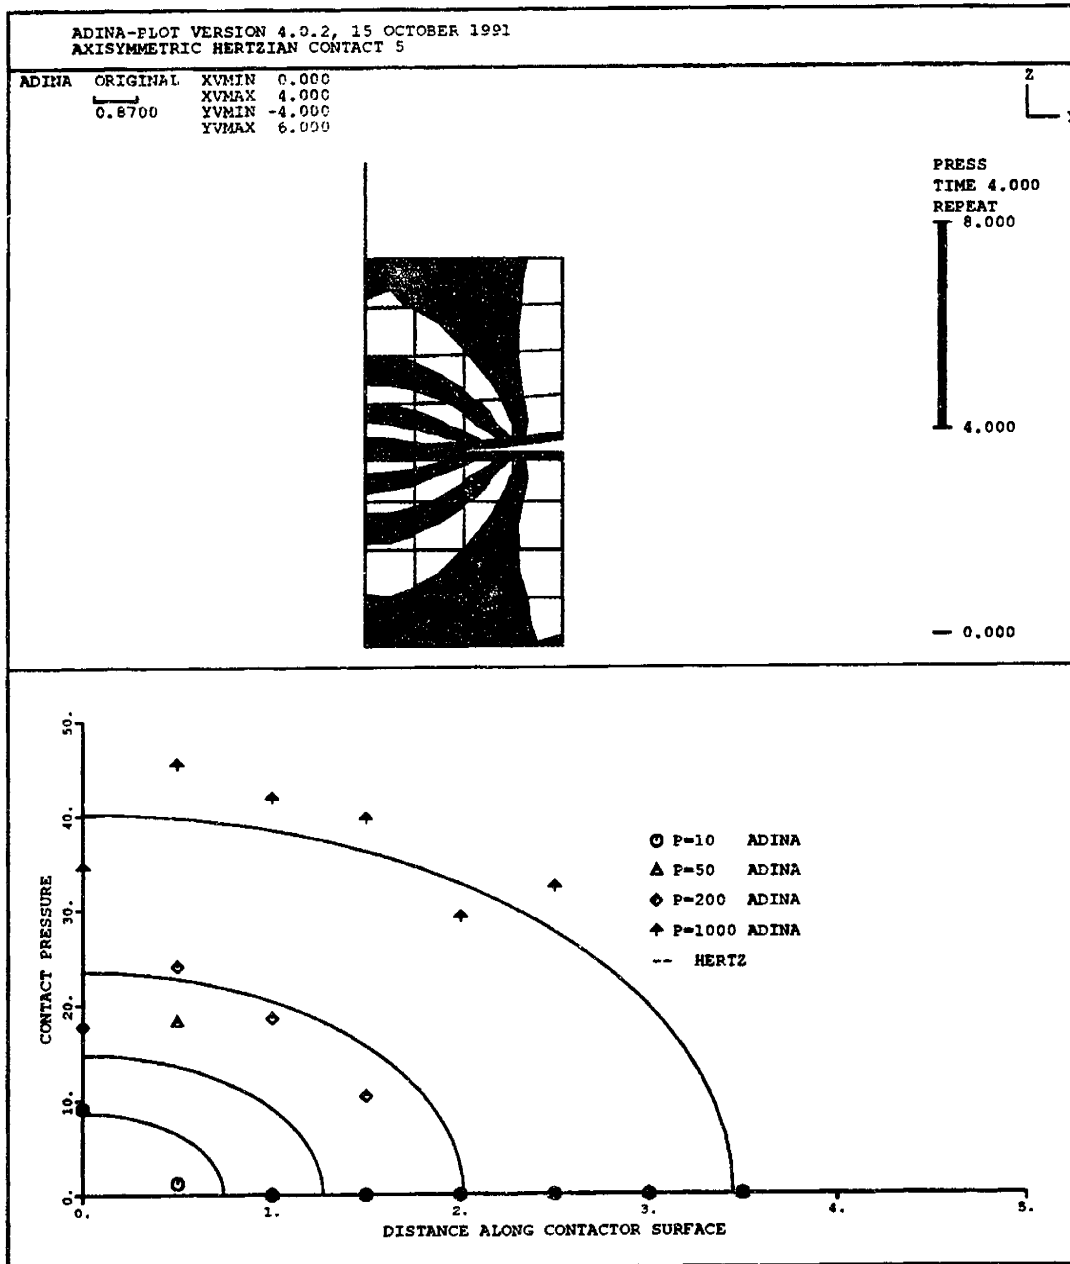 ADINA-PLOT VERSION 4.0.2, 15 OCTOBER 1991
AXISYMMETRIC HERTZIAN CONTACT 5
ADINA ORIGINAL XVMIN 0.000
XVMAX 4.000
0.8700 YVMIN -4.000
YVMAX 6.000
Z
Y
PRESS
TIME 4.000
REPEAT
8.000
4.000
0.000
50.
40.
30.
20.
10.
0.
CONTACT PRESSURE
P=10 ADINA
P=50 ADINA
P=200 ADINA
P=1000 ADINA
-- HERTZ
0. 1. 2. 3. 4. 5.
DISTANCE ALONG CONTACTOR SURFACE